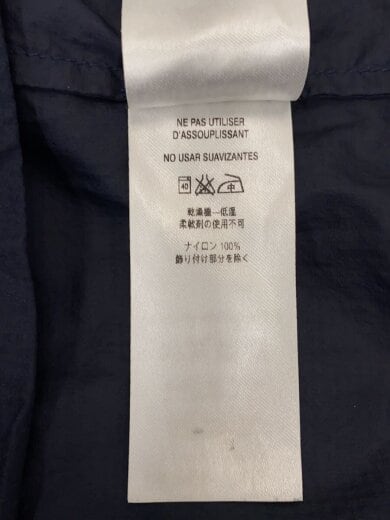 NE PAS UTILISER
D'ASSOUPLISSANT
NO USAR SUAVIZANTES
40 中
乾燥機―低温
柔軟剤の使用不可
ナイロン 100%
飾り付け部分を除く